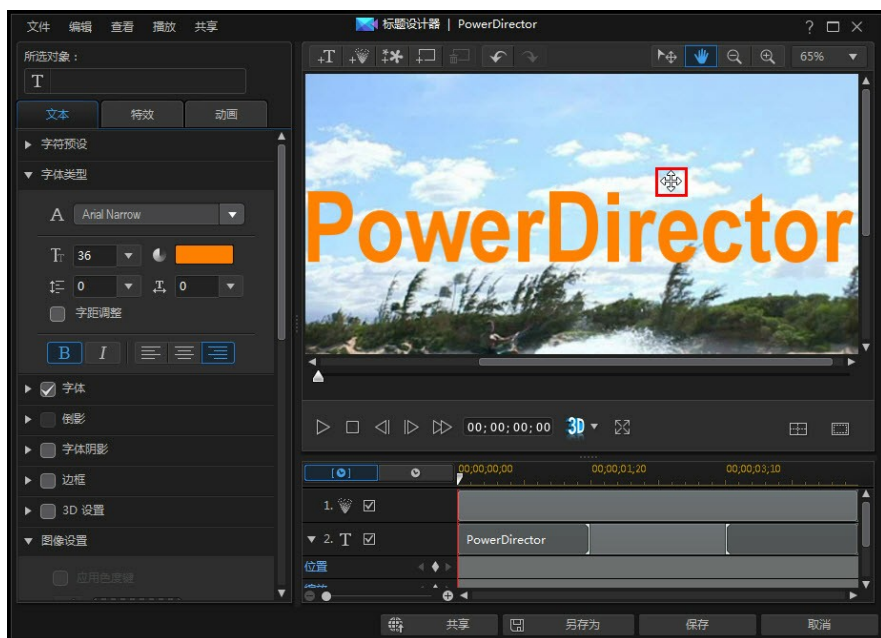 文件 编辑 查看 播放 共享 标题设计器 | PowerDirector ?
所选对象：
T
+T 65%
文本 特效 动画
字符预设
字体类型
A Arial Narrow
36
0 0
字距调整
B I
字体
倒影
字体阴影
边框
3D 设置
图像设置
应用色度键
PowerDirector
00;00;00;00 3D
00;00;00;00 00;00;01;20 00;00;03;10
1.
2. T PowerDirector
位置
共享 另存为 保存 取消